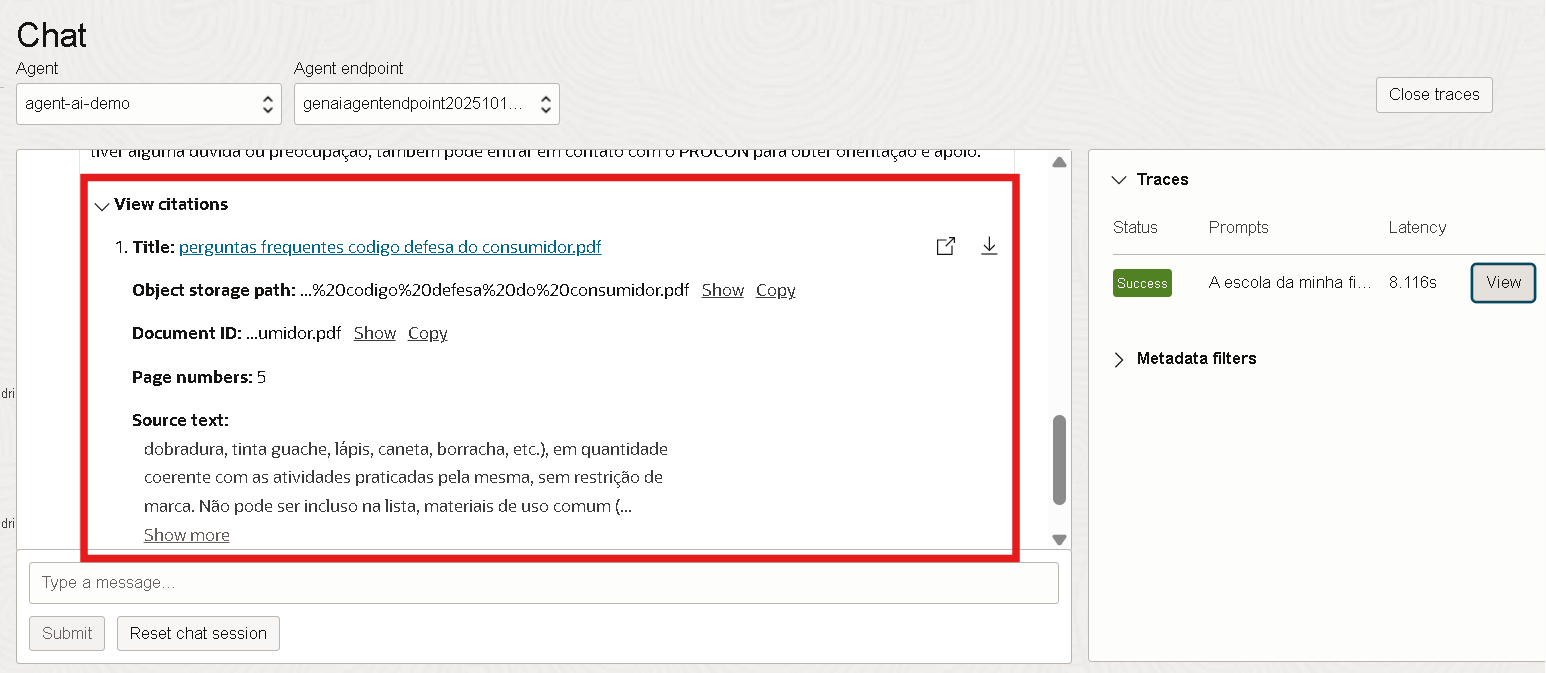 Chat
Agent
Agent endpoint
agent-ai-demo
genaiagentendpoint2025101...
Close traces
tiver alguma dúvida ou preocupação, também pode entrar em contato com o PROCON para obter orientação e apoio.
View citations
1. Title: perguntas frequentes codigo defesa do consumidor.pdf
Object storage path: ...%20codigo%20defesa%20do%20consumidor.pdf Show Copy
Document ID: ...umidor.pdf Show Copy
Page numbers: 5
Source text:
dobradura, tinta guache, lápis, caneta, borracha, etc.), em quantidade
coerente com as atividades praticadas pela mesma, sem restrição de
marca. Não pode ser incluso na lista, materiais de uso comum (...
Show more
Type a message...
Submit
Reset chat session
Traces
Status Prompts Latency
Success A escola da minha fi... 8.116s View
Metadata filters
dri
dri